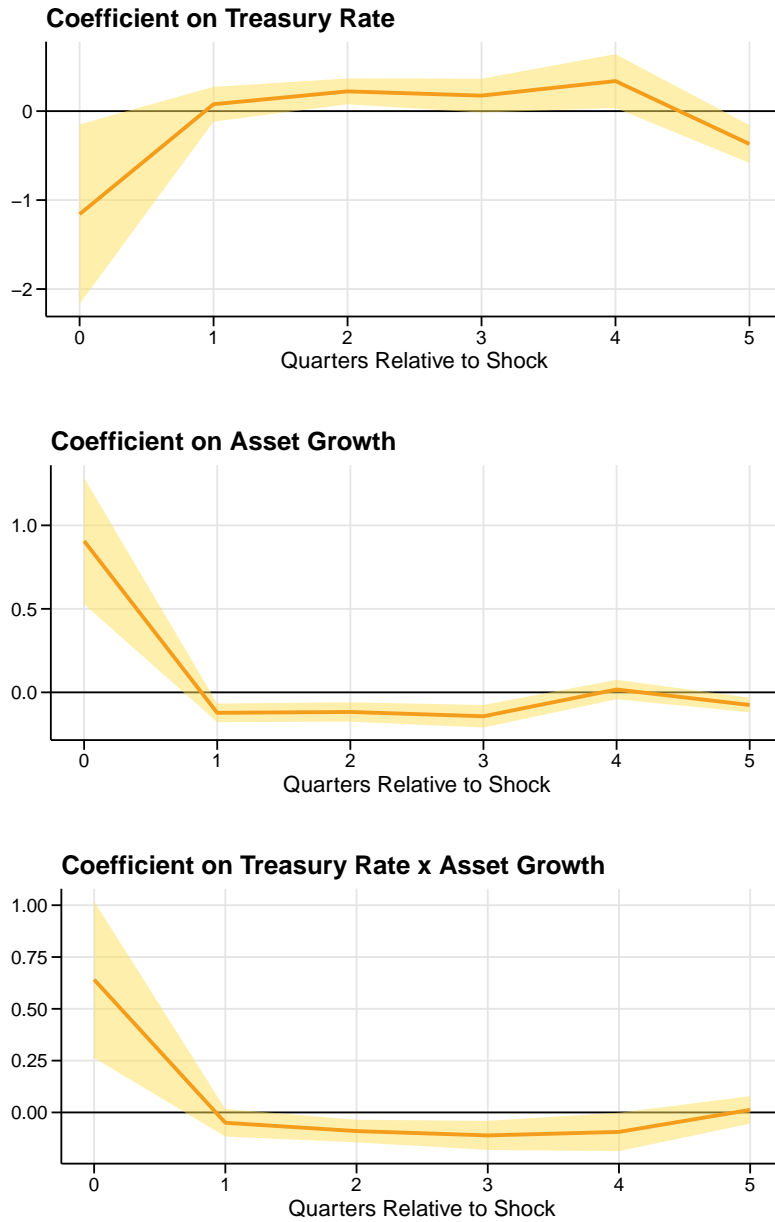 Coefficient on Treasury Rate
0
−1
−2
0 1 2 3 4 5
Quarters Relative to Shock
Coefficient on Asset Growth
1.0
0.5
0.0
0 1 2 3 4 5
Quarters Relative to Shock
Coefficient on Treasury Rate x Asset Growth
1.00
0.75
0.50
0.25
0.00
0 1 2 3 4 5
Quarters Relative to Shock